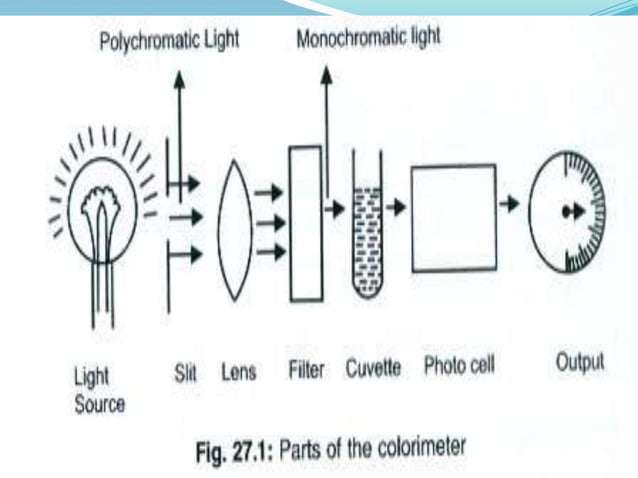 Polychromatic Light
Monochromatic light
Light
Source
Slit
Lens
Filter
Cuvette
Photo cell
Output
Fig. 27.1: Parts of the colorimeter